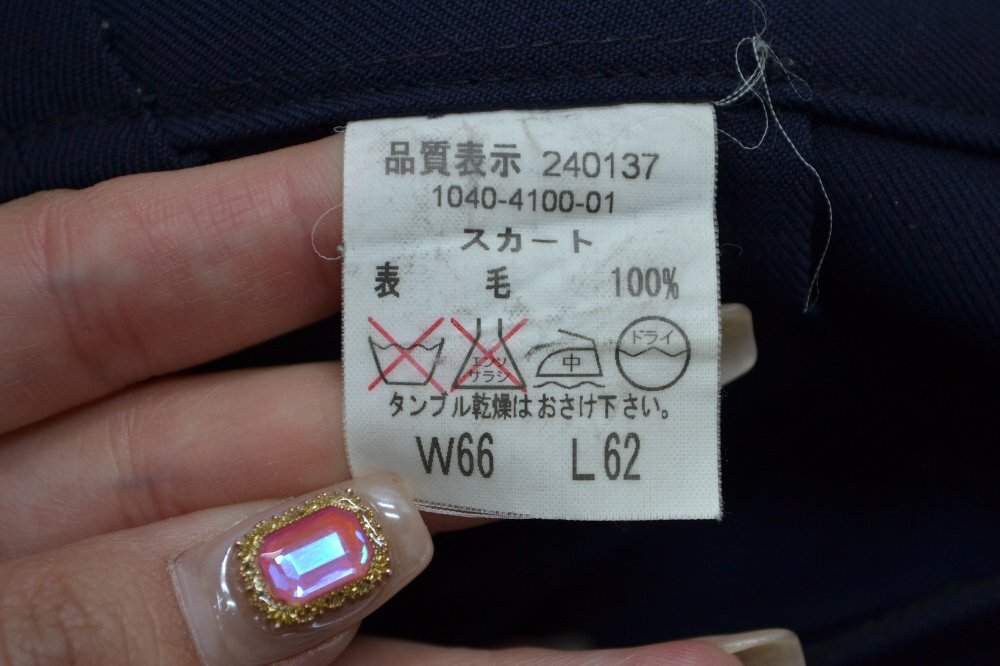 品質表示 240137
1040-4100-01
スカート
表 毛 100%
エンソ サラシ 中 ドライ
タンブル乾燥はおさけ下さい。
W66 L62